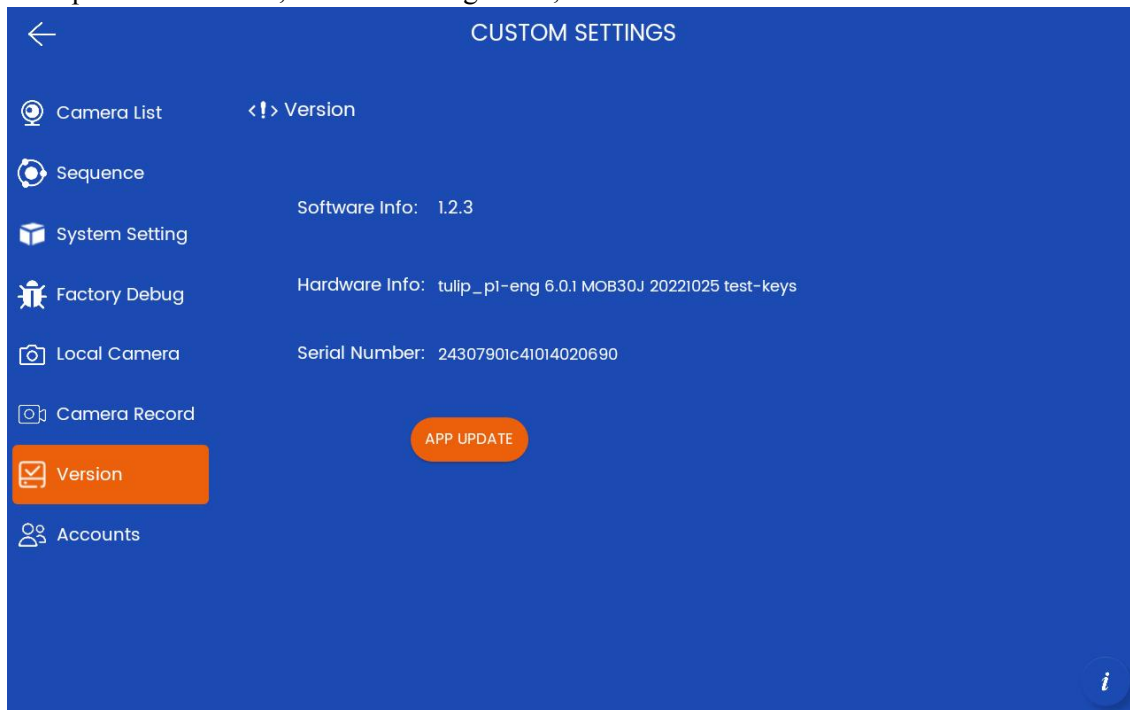 CUSTOM SETTINGS
Camera List
<!> Version
Sequence
Software Info: 1.2.3
System Setting
Hardware Info: tulip_p1-eng 6.0.1 MOB30J 20221025 test-keys
Factory Debug
Serial Number: 24307901c41014020690
Local Camera
Camera Record
APP UPDATE
Version
Accounts
i